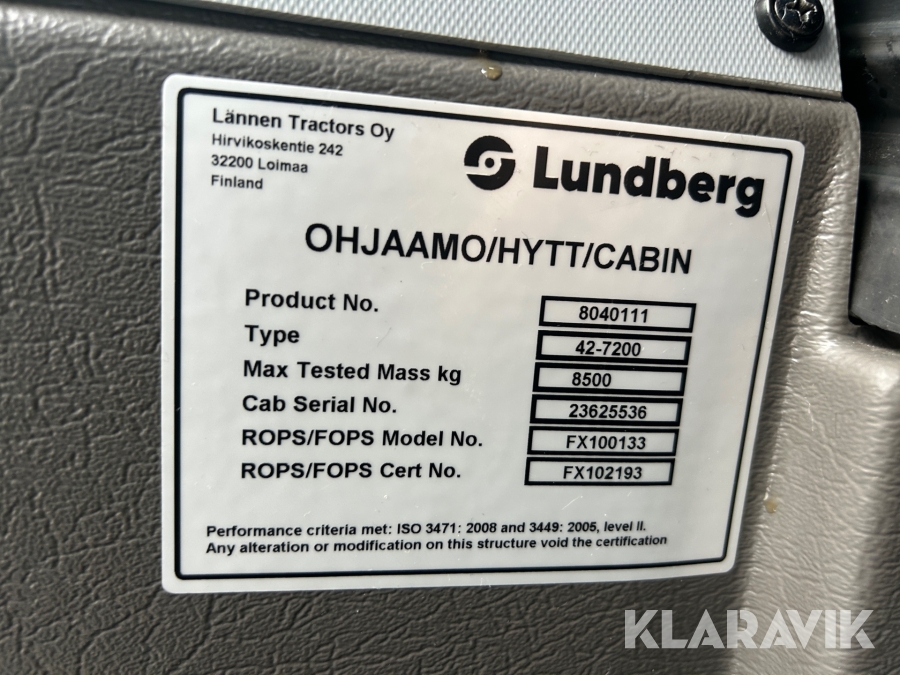 Lännen Tractors Oy
Hirvikoskentie 242
32200 Loimaa
Finland
Lundberg
OHJAAMO/HYTT/CABIN
Product No. 8040111
Type 42-7200
Max Tested Mass kg 8500
Cab Serial No. 23625536
ROPS/FOPS Model No. FX100133
ROPS/FOPS Cert No. FX102193
Performance criteria met: ISO 3471: 2008 and 3449: 2005, level II.
Any alteration or modification on this structure void the certification
KLARAVIK